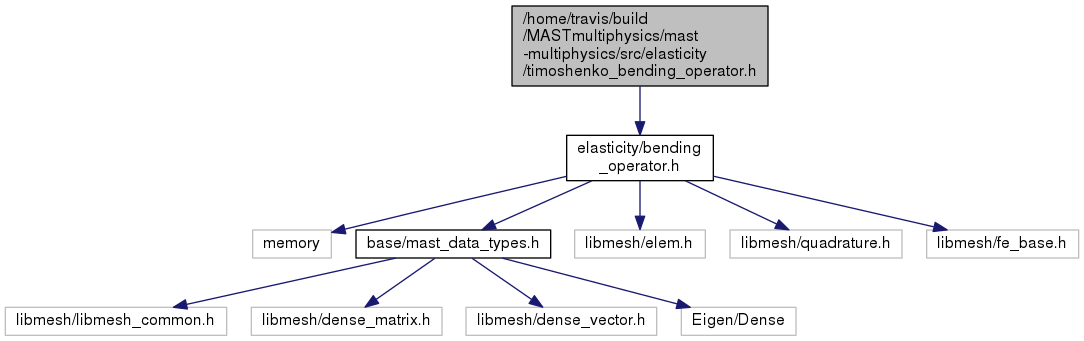 /home/travis/build
/MASTmultiphysics/mast
-multiphysics/src/elasticity
/timoshenko_bending_operator.h
elasticity/bending
_operator.h
memory
base/mast_data_types.h
libmesh/elem.h
libmesh/quadrature.h
libmesh/fe_base.h
libmesh/libmesh_common.h
libmesh/dense_matrix.h
libmesh/dense_vector.h
Eigen/Dense